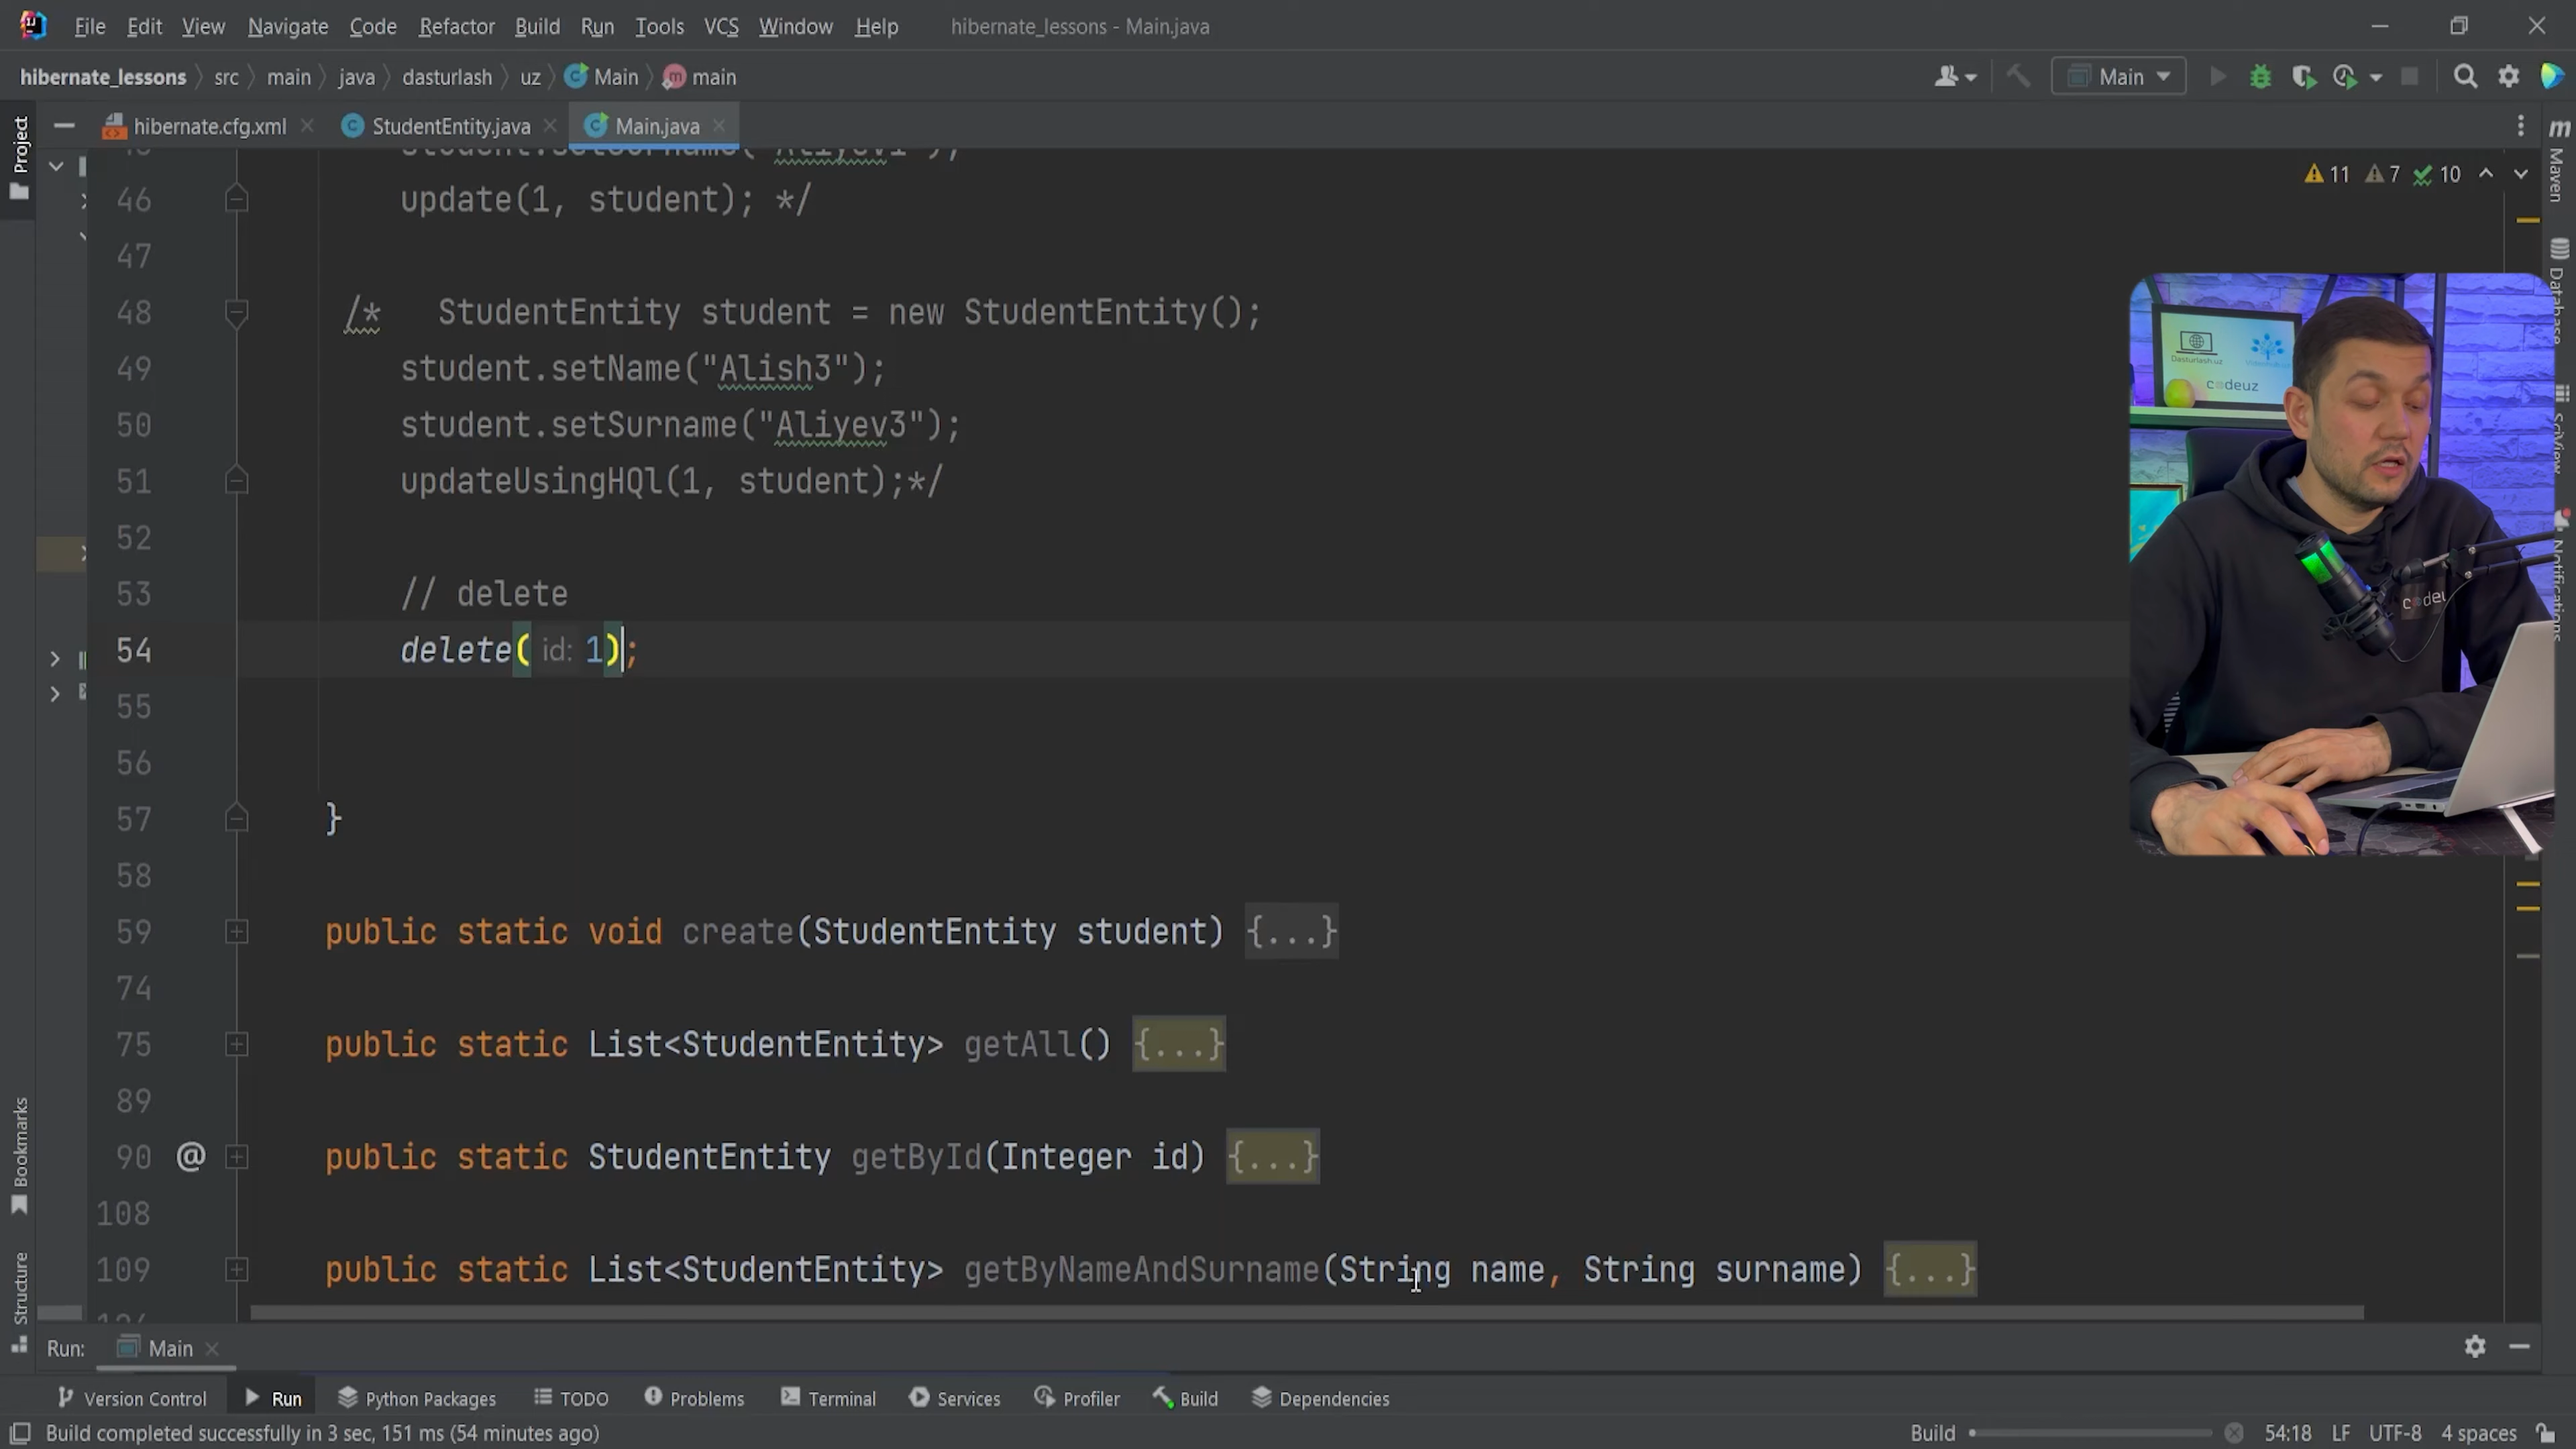 File Edit View Navigate Code Refactor Build Run Tools VCS Window Help hibernate_lessons - Main.java
hibernate_lessons src main java dasturlash uz Main main
Main
Project
hibernate.cfg.xml StudentEntity.java Main.java
Maven
11 7 10
46 update(1, student); */
47
48 /* StudentEntity student = new StudentEntity();
49 student.setName("Alish3");
50 student.setSurname("Aliyev3");
51 updateUsingHQl(1, student);*/
52
53 // delete
54 delete( id: 1);
55
56
57 }
58
59 public static void create(StudentEntity student) {...}
74
75 public static List<StudentEntity> getAll() {...}
89
90 @ public static StudentEntity getById(Integer id) {...}
108
109 public static List<StudentEntity> getByNameAndSurname(String name, String surname) {...}
Database
SciView
Notifications
Dasturlash.uz
codeuz
Bookmarks
Structure
Run: Main
Version Control Run Python Packages TODO Problems Terminal Services Profiler Build Dependencies
Build completed successfully in 3 sec, 151 ms (54 minutes ago) Build 54:18 LF UTF-8 4 spaces